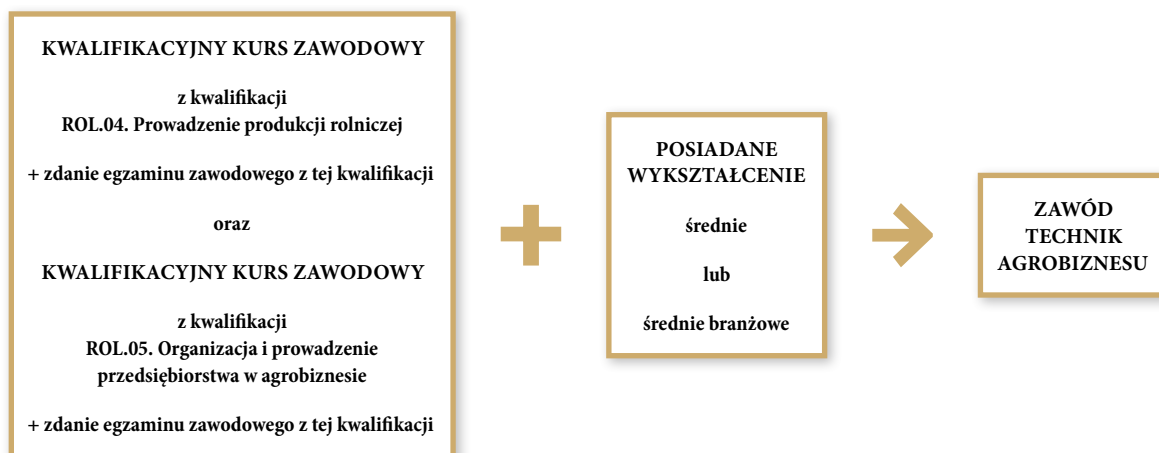 KWALIFIKACYJNY KURS ZAWODOWY
z kwalifikacji
ROL.04. Prowadzenie produkcji rolniczej
+ zdanie egzaminu zawodowego z tej kwalifikacji
oraz
KWALIFIKACYJNY KURS ZAWODOWY
z kwalifikacji
ROL.05. Organizacja i prowadzenie
przedsiębiorstwa w agrobiznesie
+ zdanie egzaminu zawodowego z tej kwalifikacji
POSIADANE
WYKSZTAŁCENIE
średnie
lub
średnie branżowe
ZAWÓD
TECHNIK
AGROBIZNESU